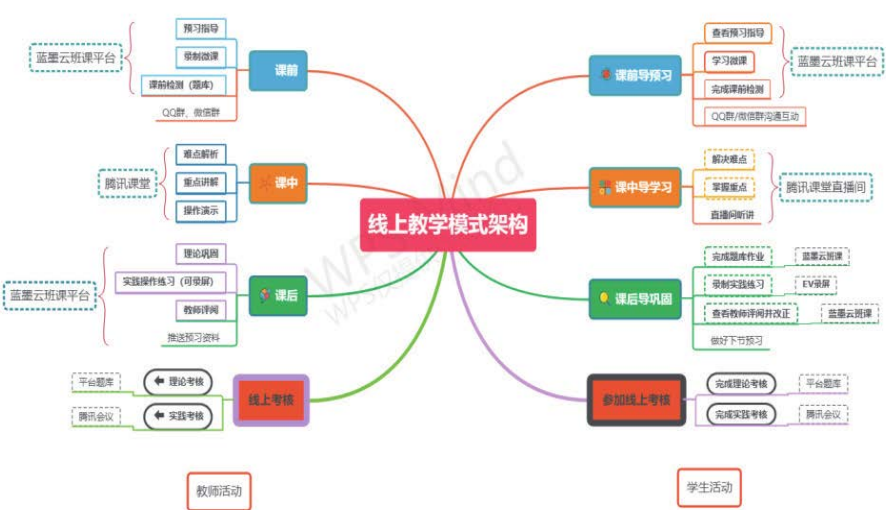 线上教学模式架构
课前
预习指导
录制微课
课前检测（题库）
QQ群、微信群
蓝墨云班课平台
课中
难点解析
重点讲解
操作演示
腾讯课堂
课后
理论巩固
实践操作练习（可录屏）
教师评阅
推送预习资料
蓝墨云班课平台
线上考核
理论考核
平台题库
实践考核
腾讯会议
教师活动
课前导预习
查看预习指导
学习微课
完成课前检测
QQ群/微信群沟通互动
蓝墨云班课平台
课中导学习
解决难点
掌握重点
直播间听讲
腾讯课堂直播间
课后导巩固
完成题库作业
蓝墨云班课
录制实践练习
EV录屏
查看教师评阅并改正
蓝墨云班课
做好下节预习
参加线上考核
完成理论考核
平台题库
完成实践考核
腾讯会议
学生活动